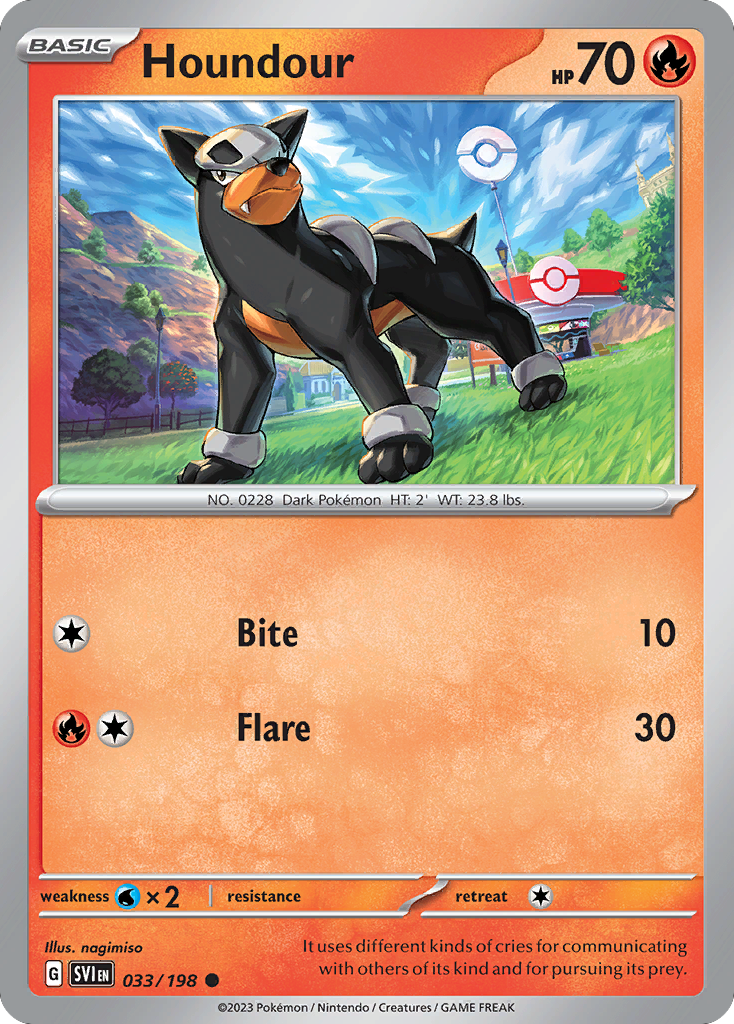 BASIC
Houndour
HP 70
NO. 0228 Dark Pokémon HT: 2' WT: 23.8 lbs.
Bite 10
Flare 30
weakness ×2 resistance retreat
Illus. nagimiso
It uses different kinds of cries for communicating
with others of its kind and for pursuing its prey.
G SVI EN 033/198
©2023 Pokémon / Nintendo / Creatures / GAME FREAK